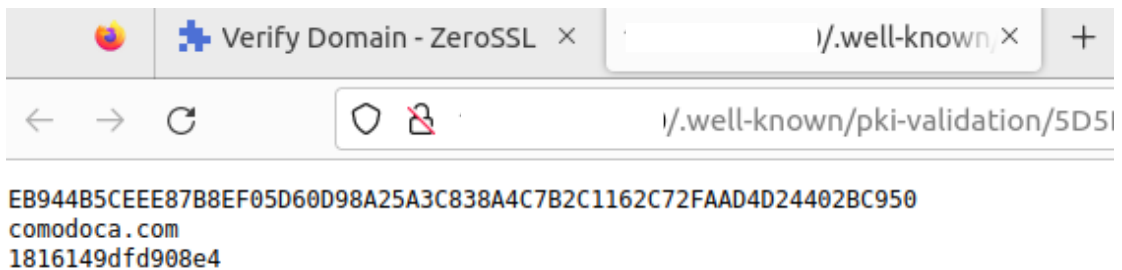 Verify Domain - ZeroSSL
/.well-known
/.well-known/pki-validation/5D5
EB944B5CEEE87B8EF05D60D98A25A3C838A4C7B2C1162C72FAAD4D24402BC950
comodoca.com
1816149dfd908e4